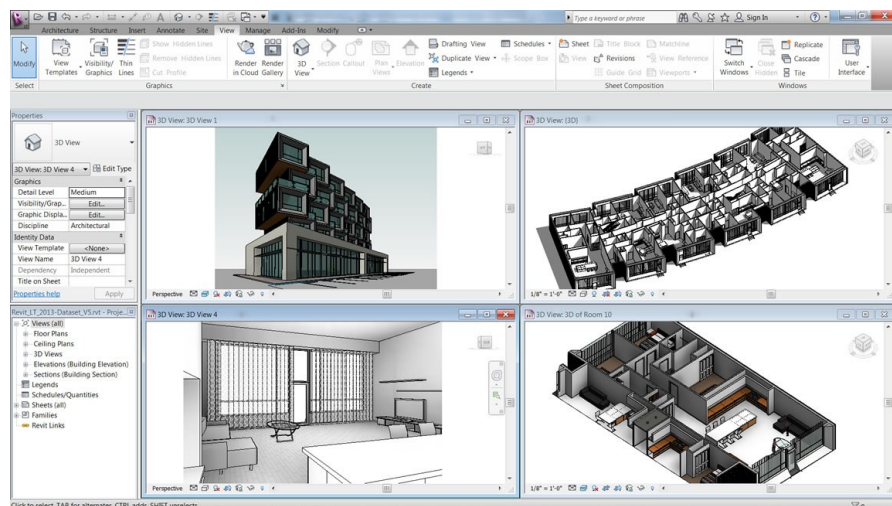 Type a keyword or phrase
Sign In
Architecture Structure Insert Annotate Site View Manage Add-Ins Modify
Modify
View Templates
Visibility/ Graphics
Thin Lines
Show Hidden Lines
Remove Hidden Lines
Cut Profile
Render in Cloud
Render Gallery
3D View
Section
Callout
Plan Views
Elevation
Drafting View
Duplicate View
Legends
Schedules
Scope Box
Sheet
View
Title Block
Revisions
Guide Grid
Matchline
View Reference
Viewports
Switch Windows
Close Hidden
Replicate
Cascade
Tile
User Interface
Select Graphics Create Sheet Composition Windows
Properties
3D View
3D View: 3D View 4 Edit Type
Graphics
Detail Level Medium
Visibility/Grap... Edit...
Graphic Displa... Edit...
Discipline Architectural
Identity Data
View Template <None>
View Name 3D View 4
Dependency Independent
Title on Sheet
Properties help Apply
Revit_LT_2013-Dataset_V5.rvt - Proje...
Views (all)
Floor Plans
Ceiling Plans
3D Views
Elevations (Building Elevation)
Sections (Building Section)
Legends
Schedules/Quantities
Sheets (all)
Families
Revit Links
3D View: 3D View 1
Perspective
3D View: {3D}
1/8" = 1'-0"
3D View: 3D View 4
Perspective
3D View: 3D of Room 10
1/8" = 1'-0"
Click to select, TAB for alternates, CTRL adds, SHIFT unselects.